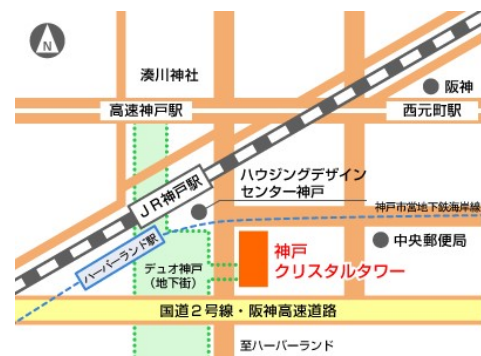 N
湊川神社
阪神
高速神戸駅
西元町駅
ハウジングデザイン
センター神戸
JR神戸駅
神戸市営地下鉄海岸線
中央郵便局
ハーバーランド駅
デュオ神戸
(地下街)
神戸
クリスタルタワー
国道2号線・阪神高速道路
至ハーバーランド